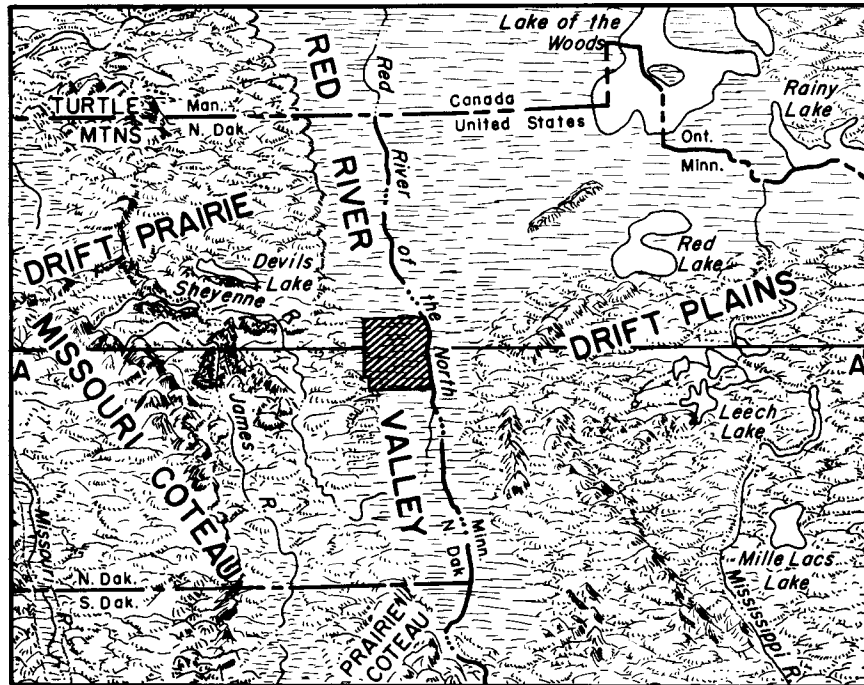 Lake of the
Woods
RED
Red
Rainy
Lake
TURTLE
MTNS
Man.
N. Dak.
Canada
United States
Ont.
Minn.
RIVER
River of the North
DRIFT PRAIRIE
Devils
Lake
Sheyenne R.
Red
Lake
DRIFT PLAINS
MISSOURI COTEAU
A
A'
James R.
VALLEY
Leech
Lake
Minn.
N. Dak
Missouri R.
Mille Lacs
Lake
Mississippi R.
N. Dak.
S. Dak.
PRAIRIE
COTEAU